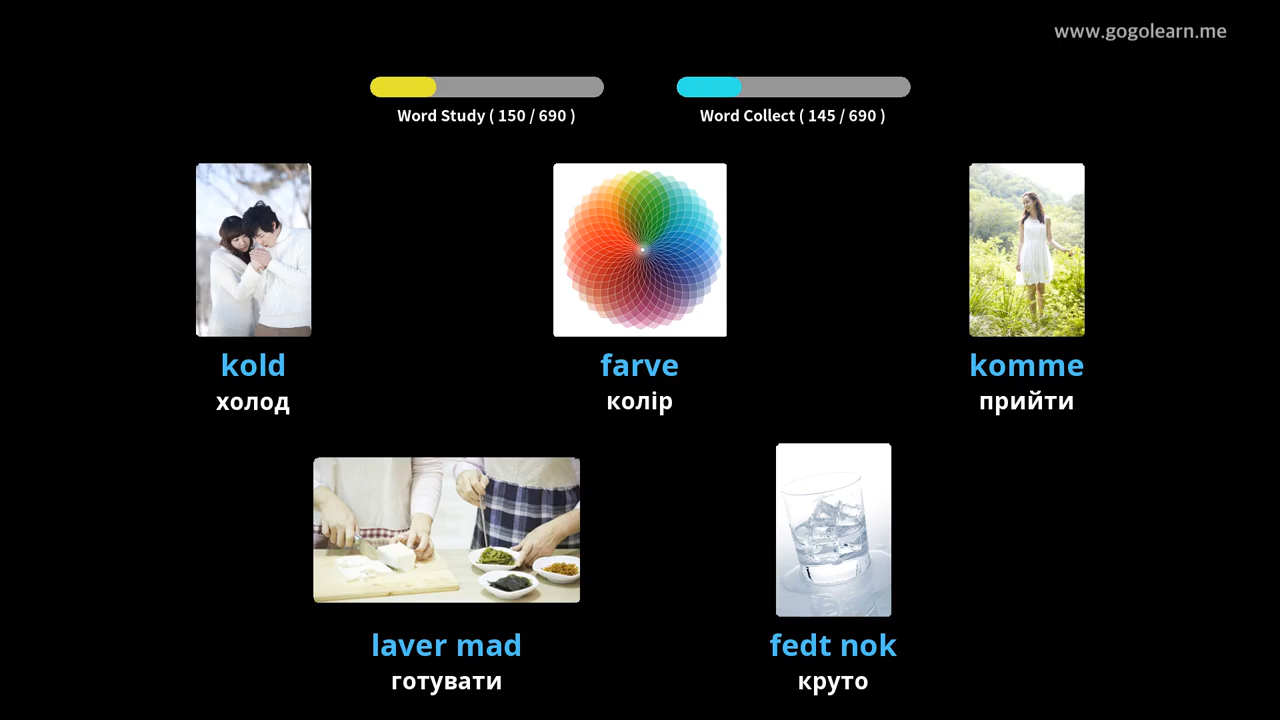 www.gogolearn.me
Word Study ( 150 / 690 )
Word Collect ( 145 / 690 )
kold
холод
farve
колір
komme
прийти
laver mad
готувати
fedt nok
круто